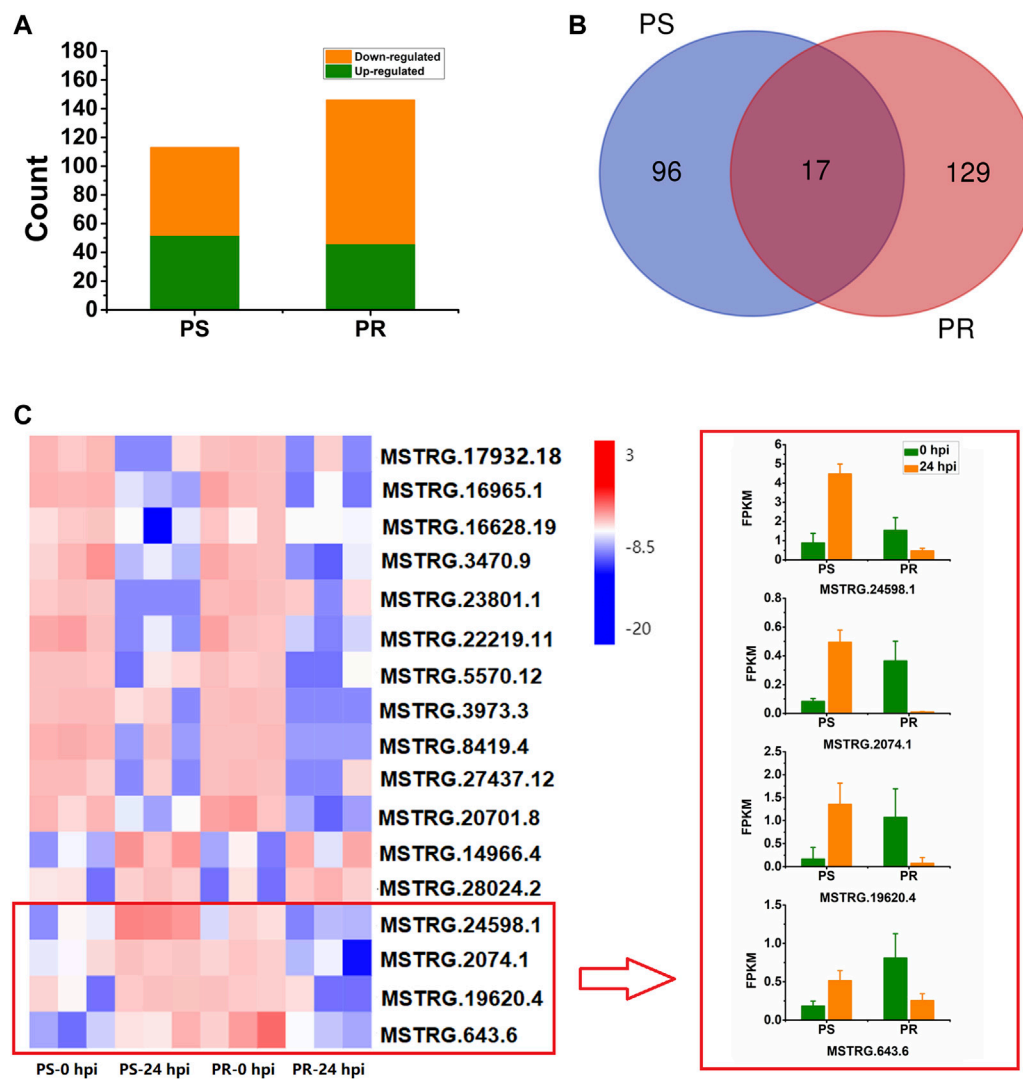 A
Count
180
160
140
120
100
80
60
40
20
0
Down-regulated
Up-regulated
PS
PR
B
PS
96
17
129
PR
C
MSTRG.17932.18
MSTRG.16965.1
MSTRG.16628.19
MSTRG.3470.9
MSTRG.23801.1
MSTRG.22219.11
MSTRG.5570.12
MSTRG.3973.3
MSTRG.8419.4
MSTRG.27437.12
MSTRG.20701.8
MSTRG.14966.4
MSTRG.28024.2
MSTRG.24598.1
MSTRG.2074.1
MSTRG.19620.4
MSTRG.643.6
PS-0 hpi PS-24 hpi PR-0 hpi PR-24 hpi
3
-8.5
-20
0 hpi
24 hpi
FPKM
6
5
4
3
2
1
0
PS PR
MSTRG.24598.1
FPKM
0.8
0.6
0.4
0.2
0.0
PS PR
MSTRG.2074.1
FPKM
2.5
2.0
1.5
1.0
0.5
0.0
PS PR
MSTRG.19620.4
FPKM
1.5
1.0
0.5
0.0
PS PR
MSTRG.643.6